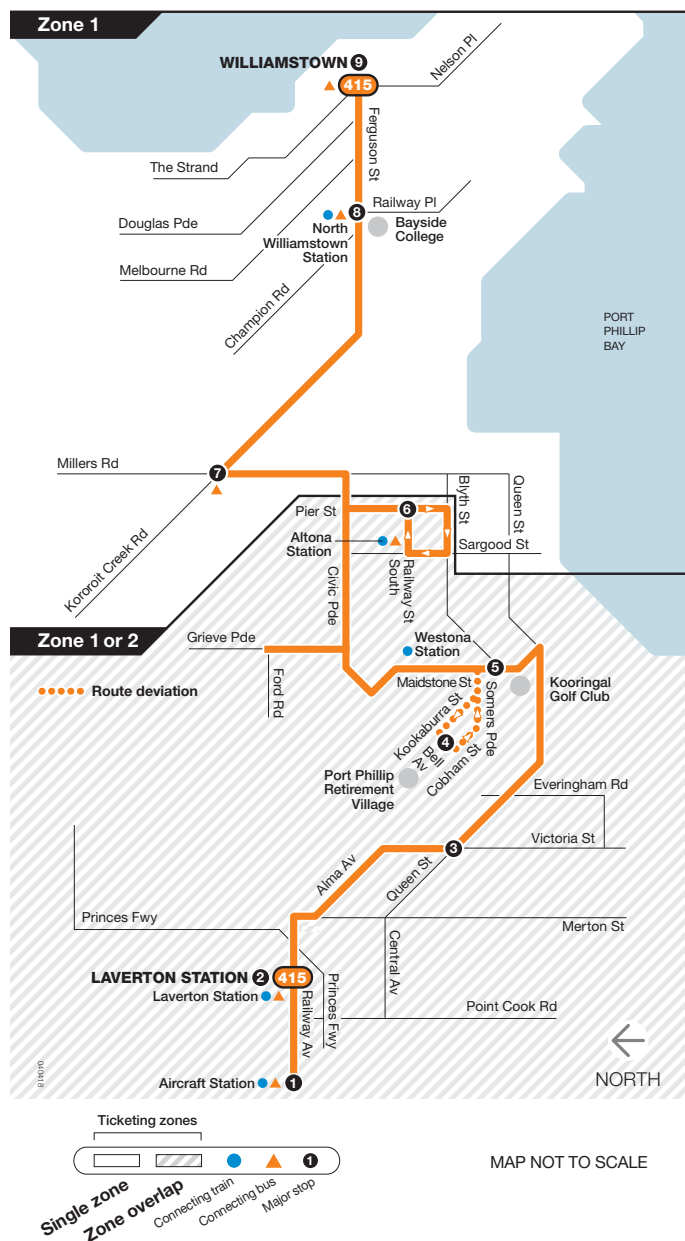 Zone 1
WILLIAMSTOWN 9
415
Nelson Pl
Ferguson St
The Strand
Railway Pl
8
Douglas Pde
North
Williamstown
Station
Bayside
College
Melbourne Rd
Champion Rd
PORT
PHILLIP
BAY
Millers Rd
7
Blyth St
Queen St
Pier St
6
Altona
Station
Sargood St
Kororoit Creek Rd
Civic Pde
Railway St
South
Zone 1 or 2
Grieve Pde
Westona
Station
5
Route deviation
Ford Rd
Maidstone St
Somers Pde
Kooringal
Golf Club
Kookaburra St
4
Bell
Av
Cobham St
Port Phillip
Retirement
Village
Everingham Rd
Victoria St
3
Alma Av
Queen St
Princes Fwy
Merton St
Central Av
LAVERTON STATION 2 415
Laverton Station
Railway Av
Princes Fwy
Point Cook Rd
040418
Aircraft Station
1
NORTH
Ticketing zones
1
Single zone
Zone overlap
Connecting train
Connecting bus
Major stop
MAP NOT TO SCALE